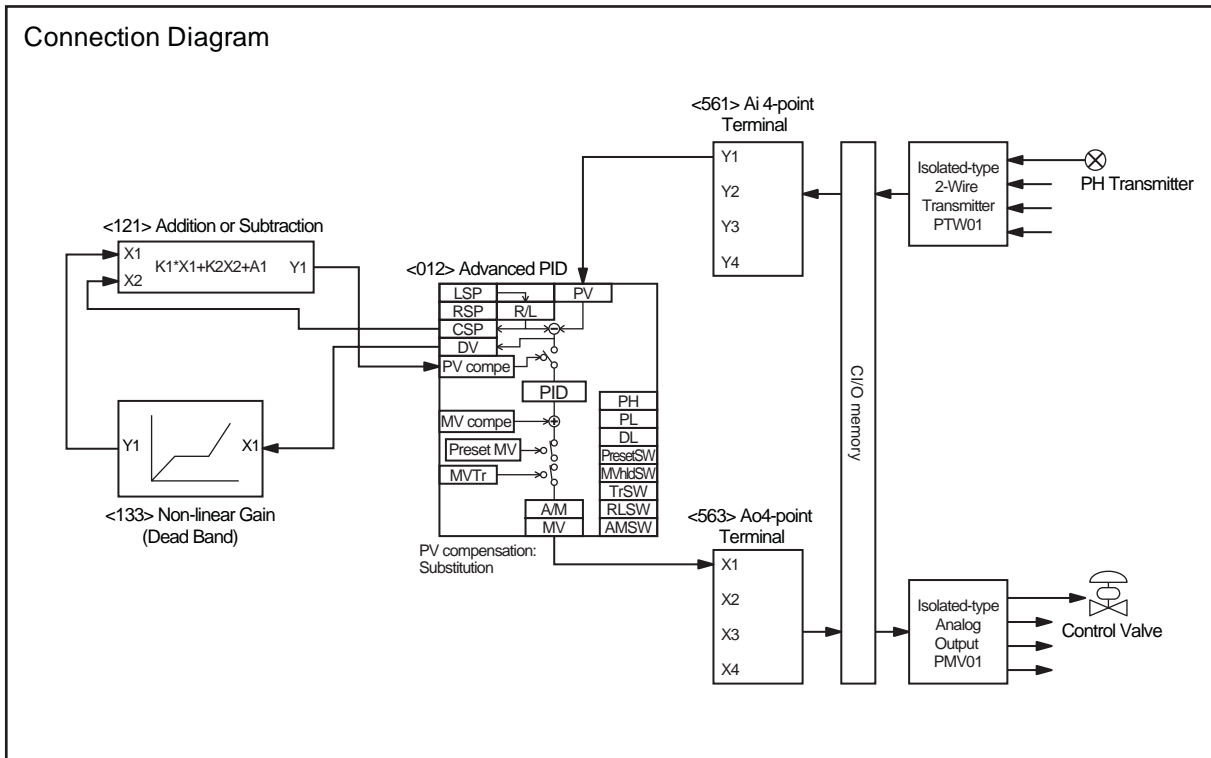 Connection Diagram
<561> Ai 4-point
Terminal
Y1
Y2
Y3
Y4
CI/O memory
Isolated-type
2-Wire
Transmitter
PTW01
PH Transmitter
<121> Addition or Subtraction
X1
X2
K1*X1+K2X2+A1
Y1
<012> Advanced PID
LSP
PV
RSP
R/L
CSP
DV
PV compe
PID
MV compe
Preset MV
MVTr
A/M
MV
PH
PL
DL
PresetSW
MVhldSW
TrSW
RLSW
AMSW
PV compensation:
Substitution
Y1
X1
<133> Non-linear Gain
(Dead Band)
<563> Ao4-point
Terminal
X1
X2
X3
X4
Isolated-type
Analog
Output
PMV01
Control Valve